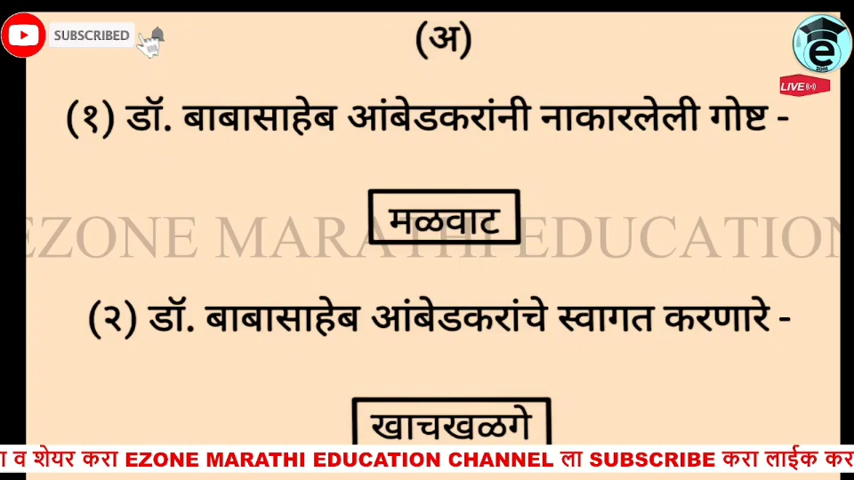 SUBSCRIBED
(अ)
e
LIVE
(१) डॉ. बाबासाहेब आंबेडकरांनी नाकारलेली गोष्ट -
मळवाट
EZONE MARATHI EDUCATION
(२) डॉ. बाबासाहेब आंबेडकरांचे स्वागत करणारे -
खाचखळगे
व शेयर करा EZONE MARATHI EDUCATION CHANNEL ला SUBSCRIBE करा लाईक कर